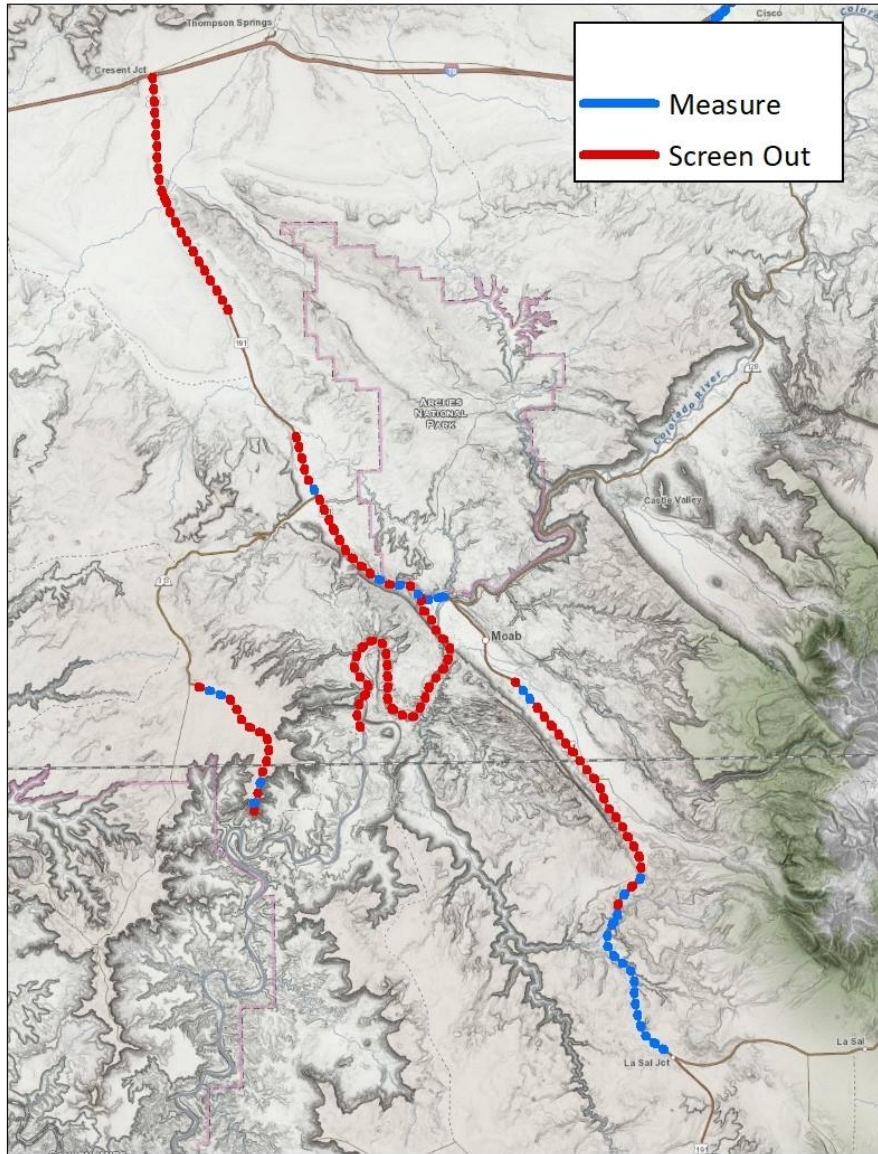 Thompson Springs
Cisco
Cresent Jct
70
Measure
Screen Out
191
128
ARCHES
NATIONAL
PARK
Colorado River
Castle Valley
313
Moab
La Sal
La Sal Jct
191